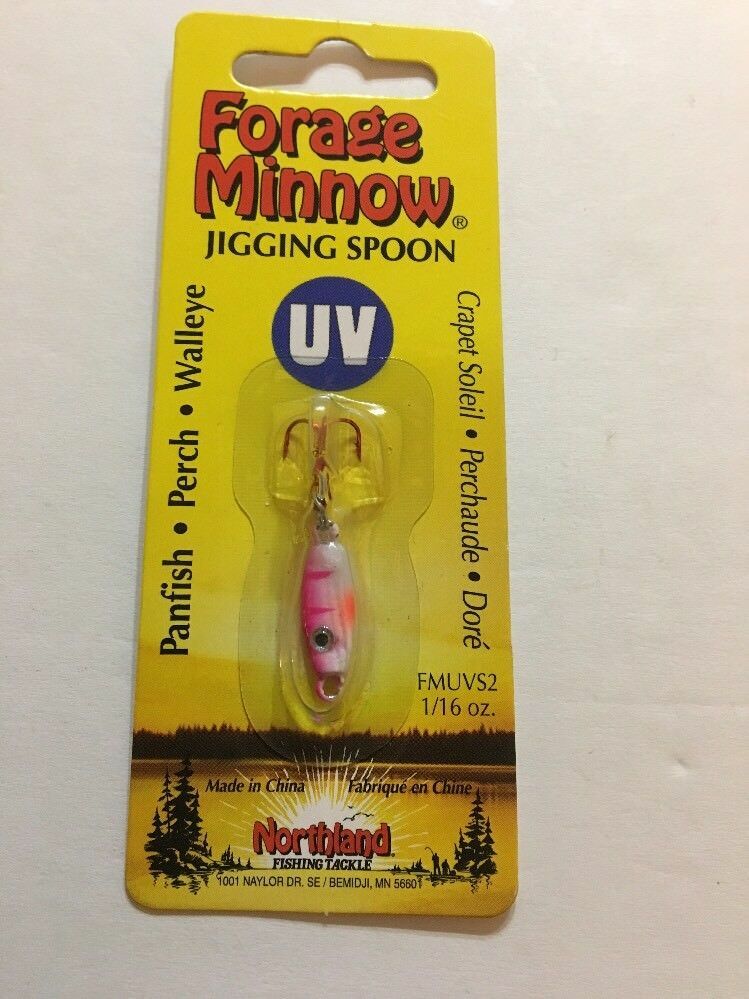 Forage
Minnow®
JIGGING SPOON
UV
Panfish • Perch • Walleye
Crapet Soleil • Perchaude • Doré
FMUVS2
1/16 oz.
Made in China
Fabriqué en Chine
Northland®
FISHING TACKLE
1001 NAYLOR DR. SE / BEMIDJI, MN 56601